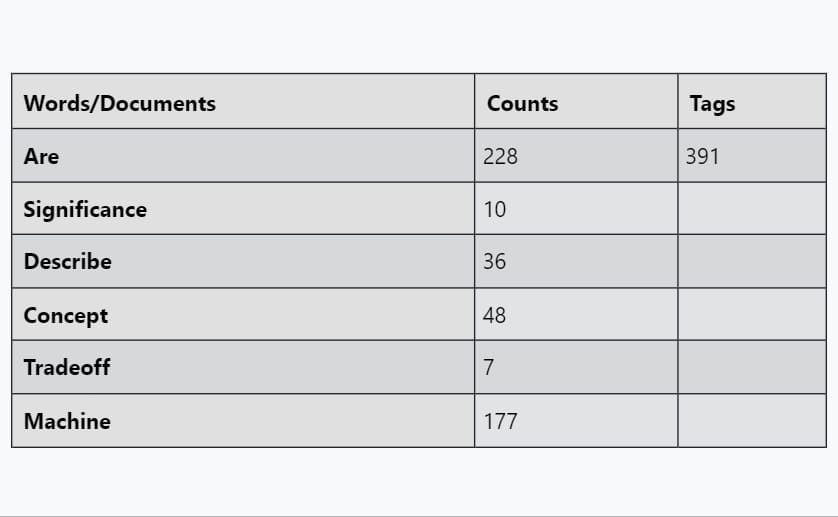 Words/Documents Counts Tags
Are 228 391
Significance 10
Describe 36
Concept 48
Tradeoff 7
Machine 177